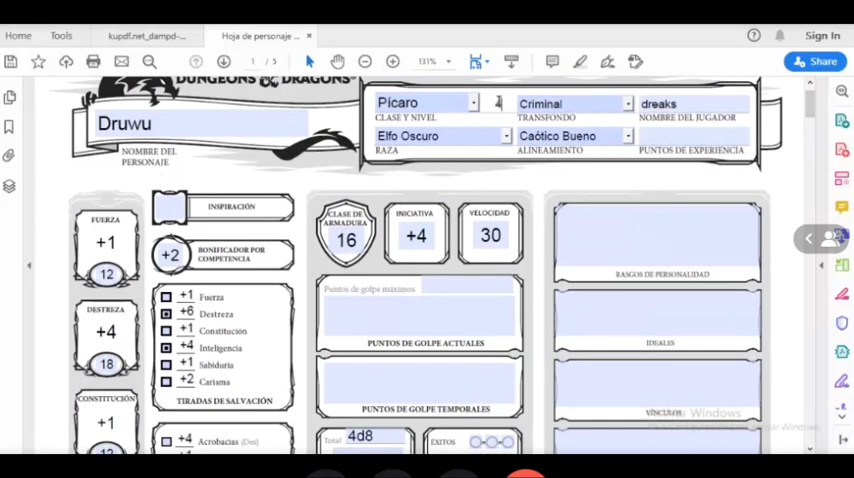 Home Tools kupdf.net_dampd-... Hoja de personaje ... × Sign In
1 / 5 131% Share
DUNGEONS & DRAGONS
Pícaro 4 Criminal dreaks
CLASE Y NIVEL TRANSFONDO NOMBRE DEL JUGADOR
Druwu
Elfo Oscuro Caótico Bueno
RAZA ALINEAMIENTO PUNTOS DE EXPERIENCIA
NOMBRE DEL
PERSONAJE
FUERZA
+1
12
DESTREZA
+4
18
CONSTITUCIÓN
+1
INSPIRACIÓN
+2 BONIFICADOR POR
COMPETENCIA
+1 Fuerza
+6 Destreza
+1 Constitución
+4 Inteligencia
+1 Sabiduría
+2 Carisma
TIRADAS DE SALVACIÓN
+4 Acrobacias (Des)
CLASE DE
ARMADURA
16
INICIATIVA
+4
VELOCIDAD
30
Puntos de golpe máximos
PUNTOS DE GOLPE ACTUALES
PUNTOS DE GOLPE TEMPORALES
Total 4d8
ÉXITOS
RASGOS DE PERSONALIDAD
IDEALES
VÍNCULOS
Windows